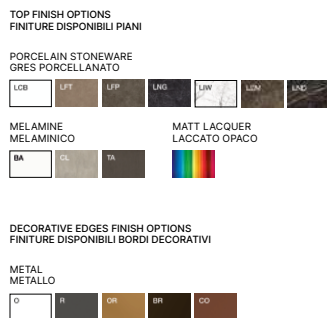 TOP FINISH OPTIONS
FINITURE DISPONIBILI PIANI
PORCELAIN STONEWARE
GRES PORCELLANATO
LCB LFT LFP LNG LIW LEM LND
MELAMINE
MELAMINICO
MATT LACQUER
LACCATO OPACO
BA CL TA
DECORATIVE EDGES FINISH OPTIONS
FINITURE DISPONIBILI BORDI DECORATIVI
METAL
METALLO
O R OR BR CO